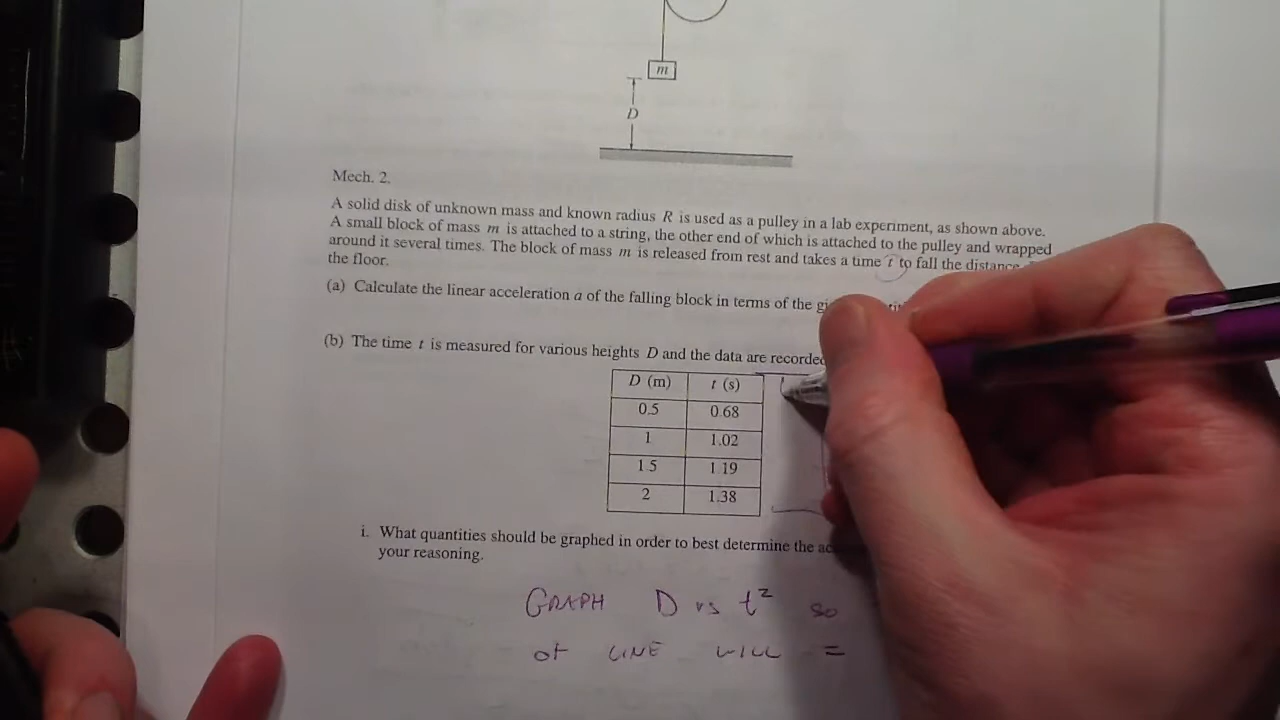 m
D
Mech. 2.
A solid disk of unknown mass and known radius R is used as a pulley in a lab experiment, as shown above.
A small block of mass m is attached to a string, the other end of which is attached to the pulley and wrapped
around it several times. The block of mass m is released from rest and takes a time t to fall the distance
the floor.
(a) Calculate the linear acceleration a of the falling block in terms of the
(b) The time t is measured for various heights D and the data are recorded
D (m) t (s)
0.5 0.68
1 1.02
1.5 1.19
2 1.38
i. What quantities should be graphed in order to best determine the
your reasoning.
GRAPH D vs t² so
of LINE WILL =